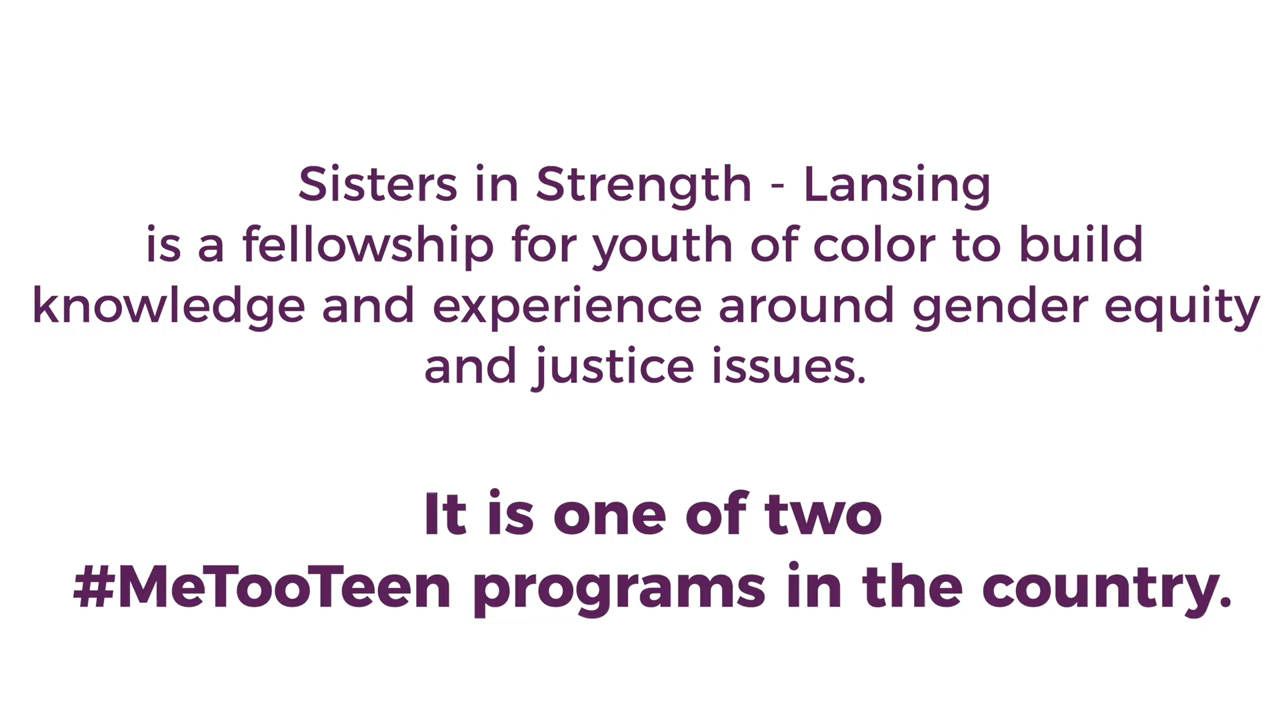 Sisters in Strength - Lansing
is a fellowship for youth of color to build
knowledge and experience around gender equity
and justice issues.
It is one of two
#MeTooTeen programs in the country.